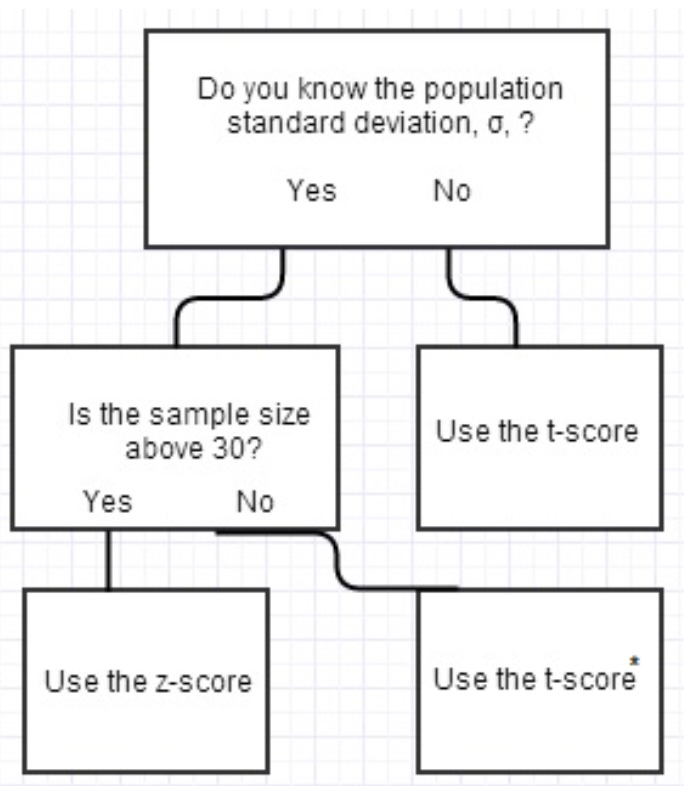 Do you know the population
standard deviation, σ, ?
Yes No
Is the sample size
above 30?
Yes No
Use the t-score
Use the z-score
Use the t-score*